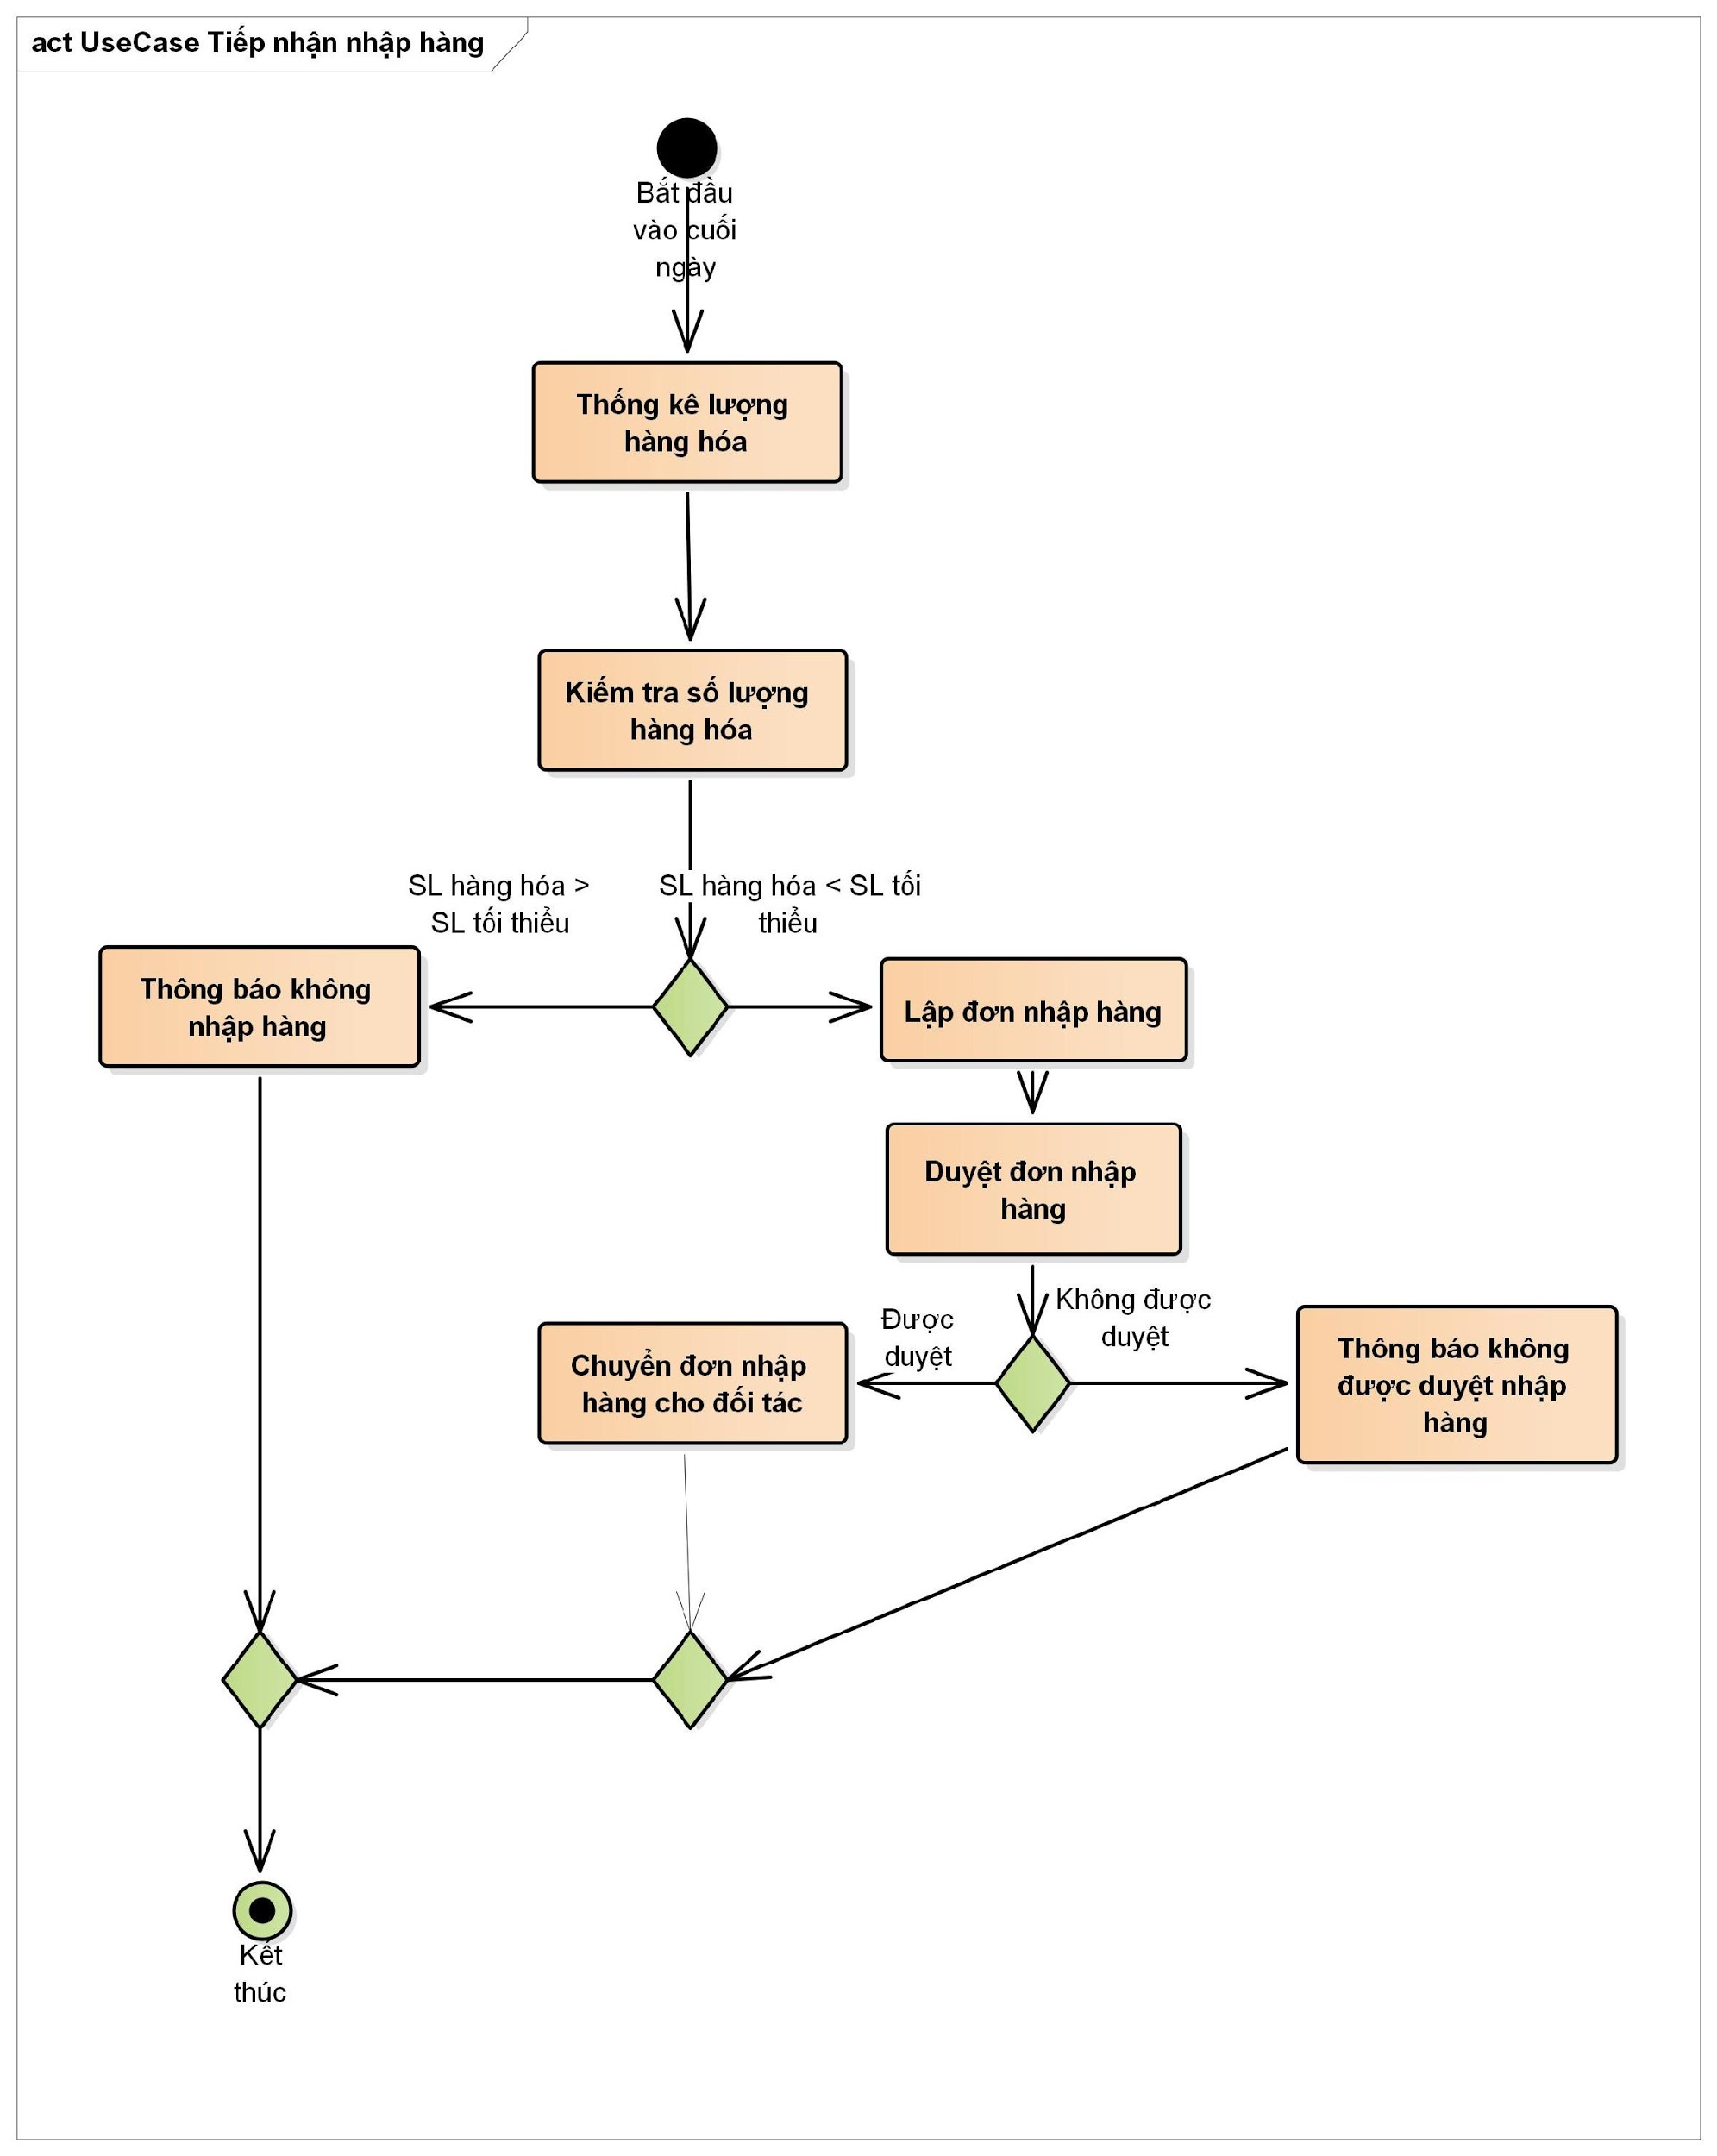 act UseCase Tiếp nhận nhập hàng
Bắt đầu
vào cuối
ngày
Thống kê lượng
hàng hóa
Kiểm tra số lượng
hàng hóa
SL hàng hóa >
SL tối thiểu
SL hàng hóa < SL tối
thiểu
Thông báo không
nhập hàng
Lập đơn nhập hàng
Duyệt đơn nhập
hàng
Được
duyệt
Không được
duyệt
Chuyển đơn nhập
hàng cho đối tác
Thông báo không
được duyệt nhập
hàng
Kết
thúc